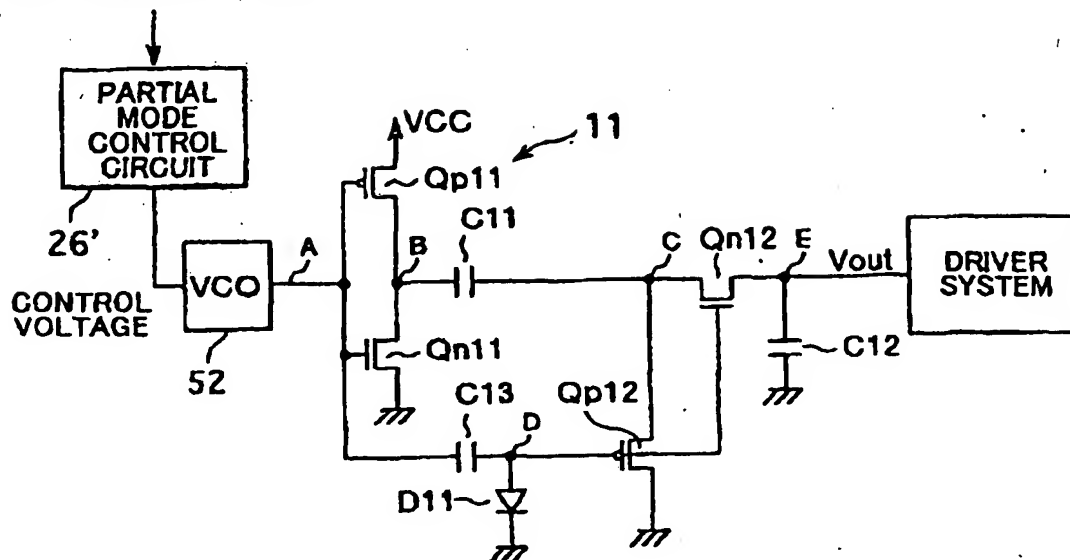 PARTIAL
MODE
CONTROL
CIRCUIT
26'
CONTROL
VOLTAGE
VCO
52
A
VCC
11
Qp11
C11
B
Qn11
C13
D
D11
Qp12
C
Qn12
E
Vout
C12
DRIVER
SYSTEM